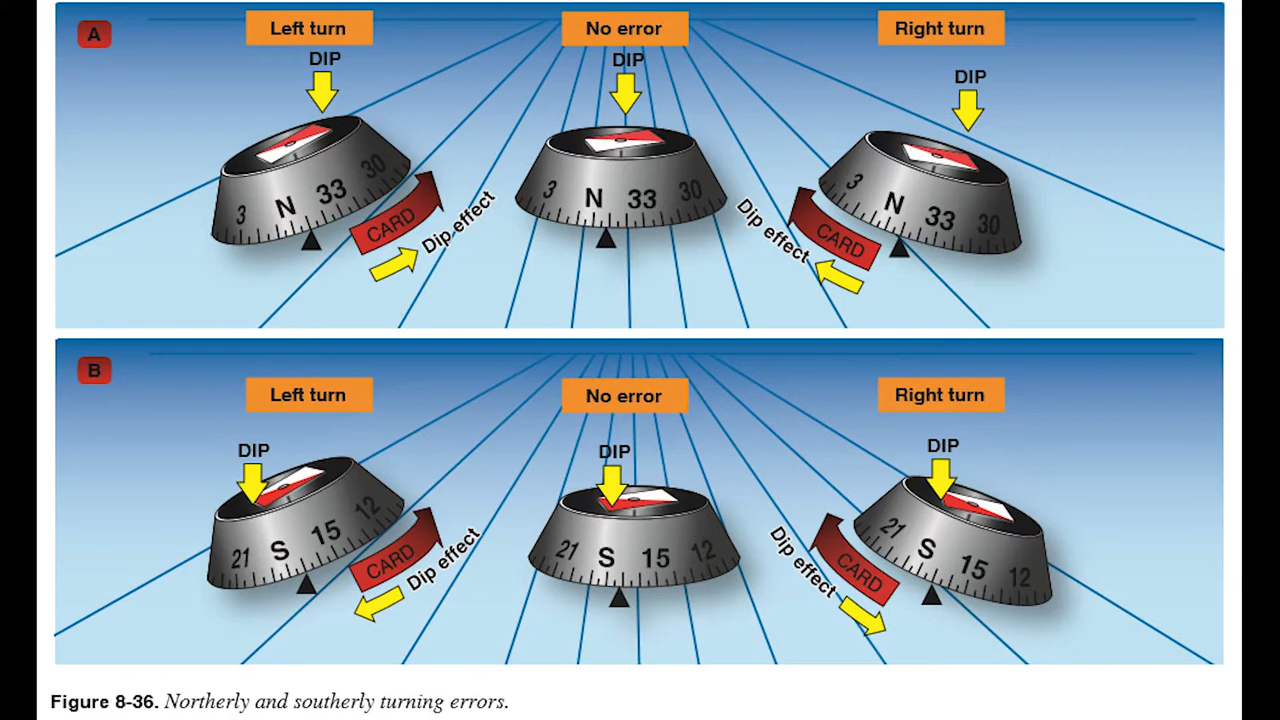 A
Left turn
No error
Right turn
DIP
DIP
DIP
3 N 33 30
3 N 33 30
3 N 33 30
CARD
Dip effect
Dip effect
CARD
B
Left turn
No error
Right turn
DIP
DIP
DIP
21 S 15 12
21 S 15 12
21 S 15 12
CARD
Dip effect
Dip effect
CARD
Figure 8-36. Northerly and southerly turning errors.